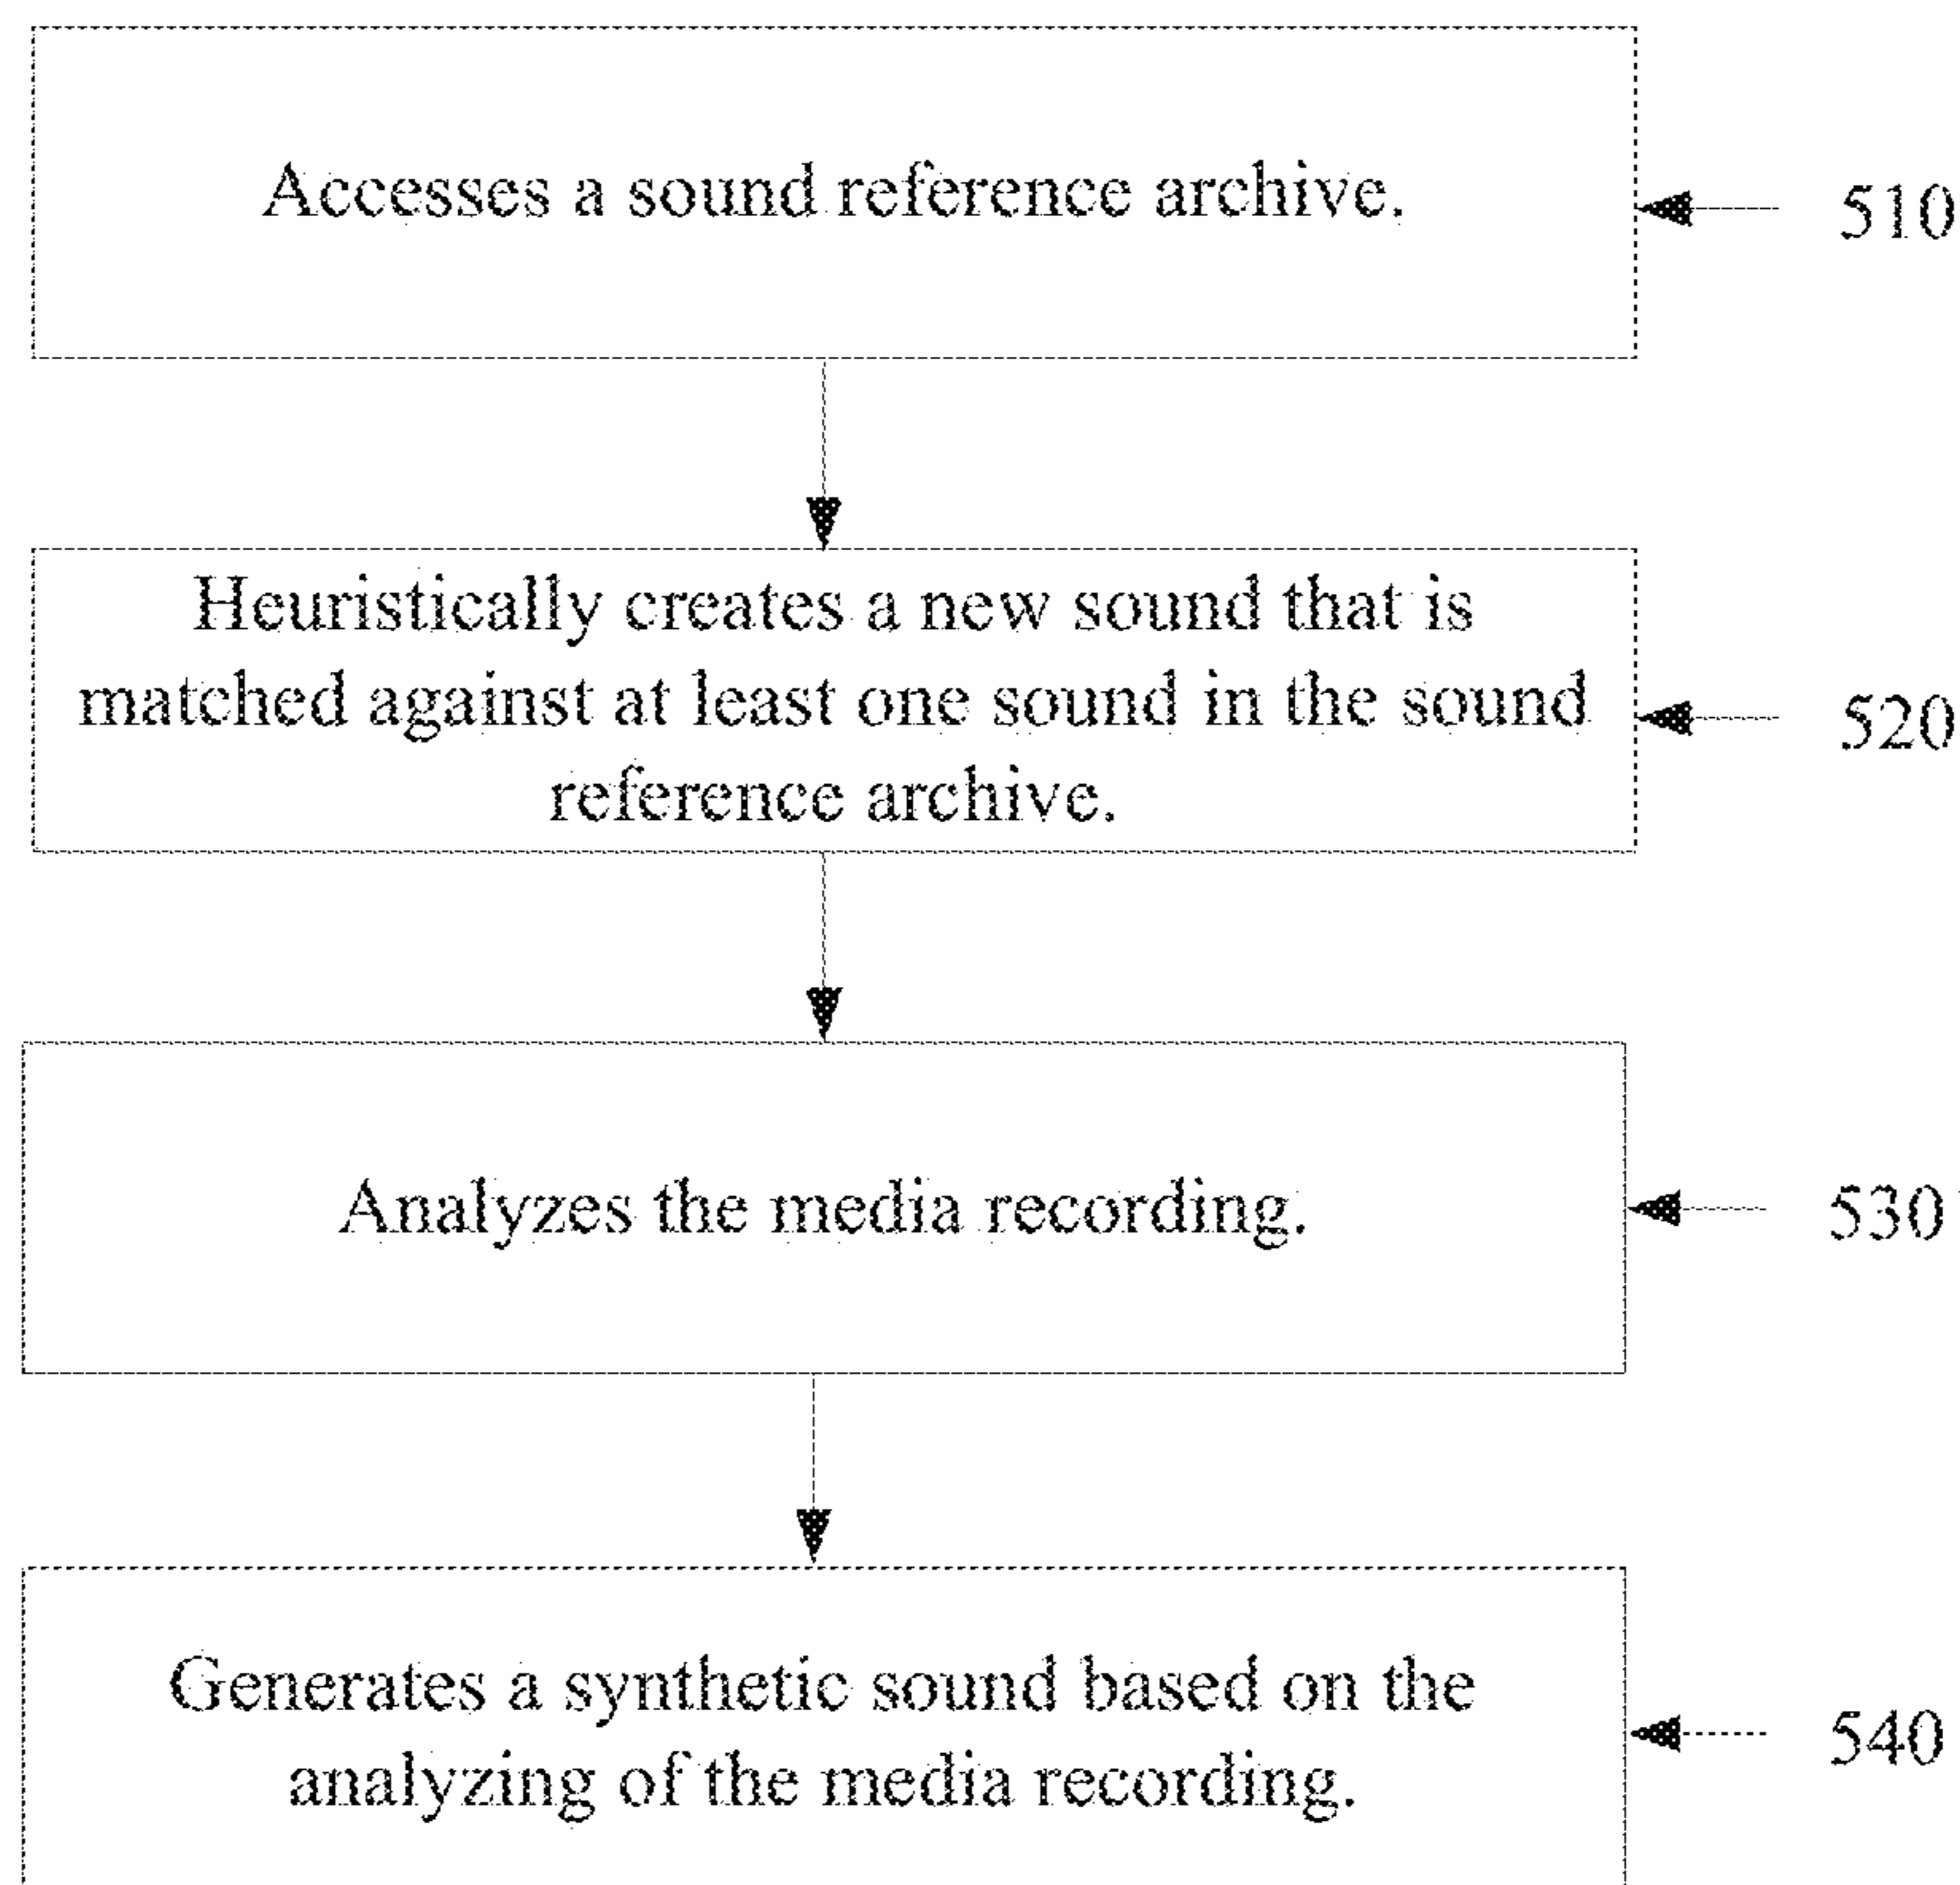 Accesses a sound reference archive.
510
Heuristically creates a new sound that is
matched against at least one sound in the sound
reference archive.
520
Analyzes the media recording.
530
Generates a synthetic sound based on the
analyzing of the media recording.
540